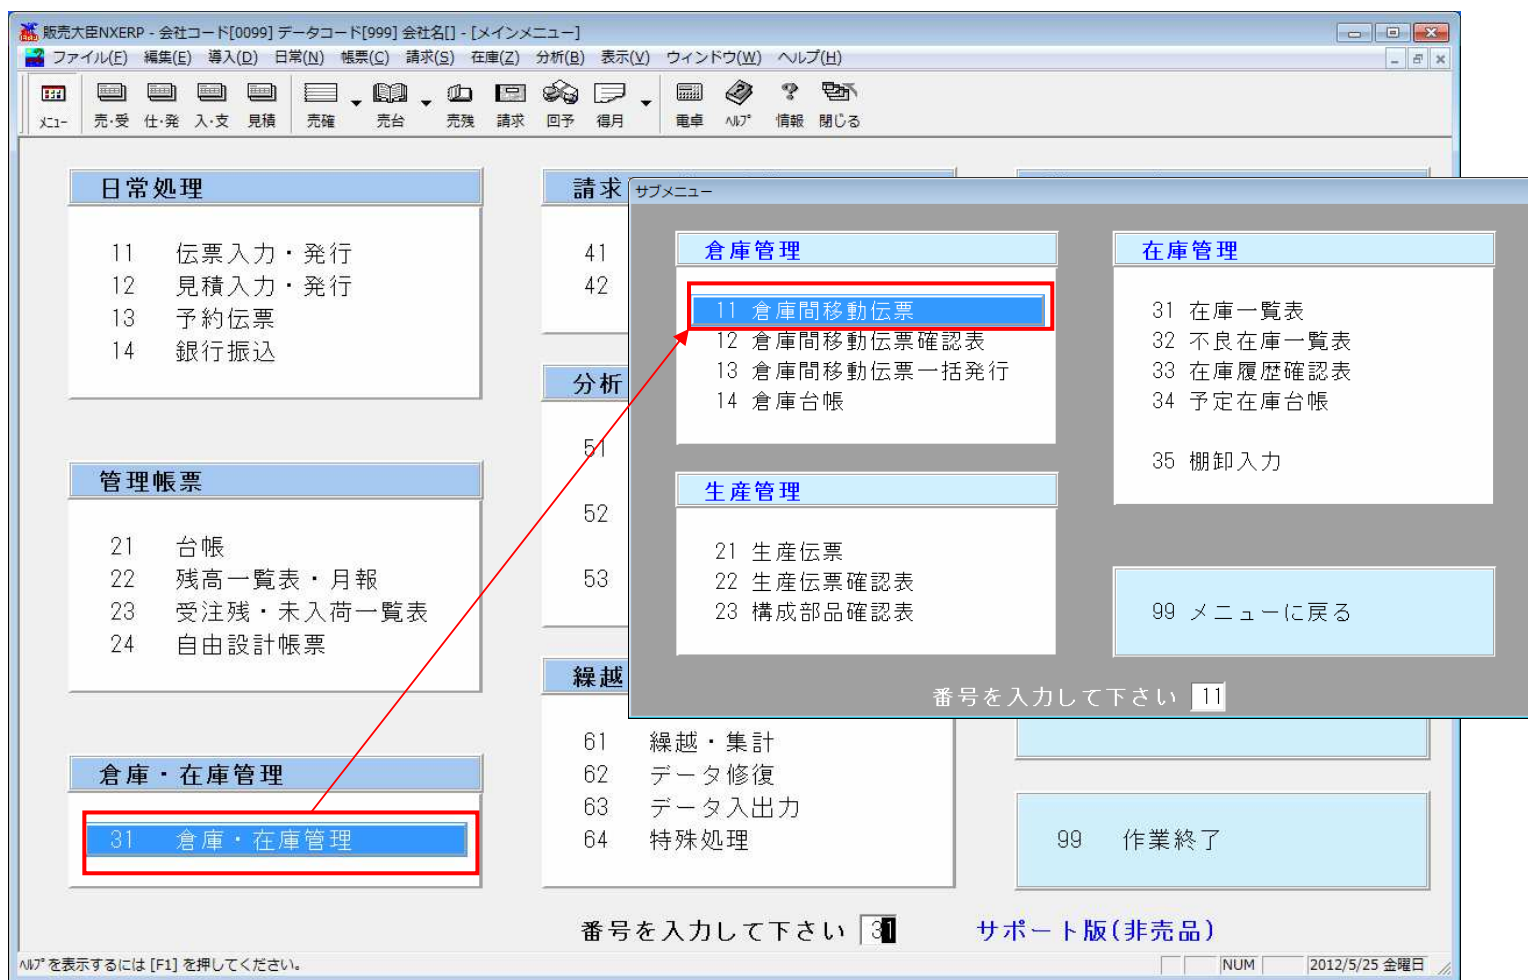 販売大臣NXERP - 会社コード[0099] データコード[999] 会社名[] - [メインメニュー]
ファイル(F) 編集(E) 導入(D) 日常(N) 帳票(C) 請求(S) 在庫(Z) 分析(B) 表示(V) ウィンドウ(W) ヘルプ(H)
ﾒﾆｭｰ 売・受 仕・発 入・支 見積 売確 売台 売残 請求 回予 得月 電卓 ﾍﾙﾌﾟ 情報 閉じる
日常処理
11 伝票入力・発行
12 見積入力・発行
13 予約伝票
14 銀行振込
管理帳票
21 台帳
22 残高一覧表・月報
23 受注残・未入荷一覧表
24 自由設計帳票
倉庫・在庫管理
31 倉庫・在庫管理
請求
41
42
分析
51
52
53
繰越
61 繰越・集計
62 データ修復
63 データ入出力
64 特殊処理
99 作業終了
サブメニュー
倉庫管理
11 倉庫間移動伝票
12 倉庫間移動伝票確認表
13 倉庫間移動伝票一括発行
14 倉庫台帳
生産管理
21 生産伝票
22 生産伝票確認表
23 構成部品確認表
在庫管理
31 在庫一覧表
32 不良在庫一覧表
33 在庫履歴確認表
34 予定在庫台帳
35 棚卸入力
99 メニューに戻る
番号を入力して下さい 11
番号を入力して下さい 31
サポート版(非売品)
ﾍﾙﾌﾟを表示するには [F1] を押してください。
NUM
2012/5/25 金曜日